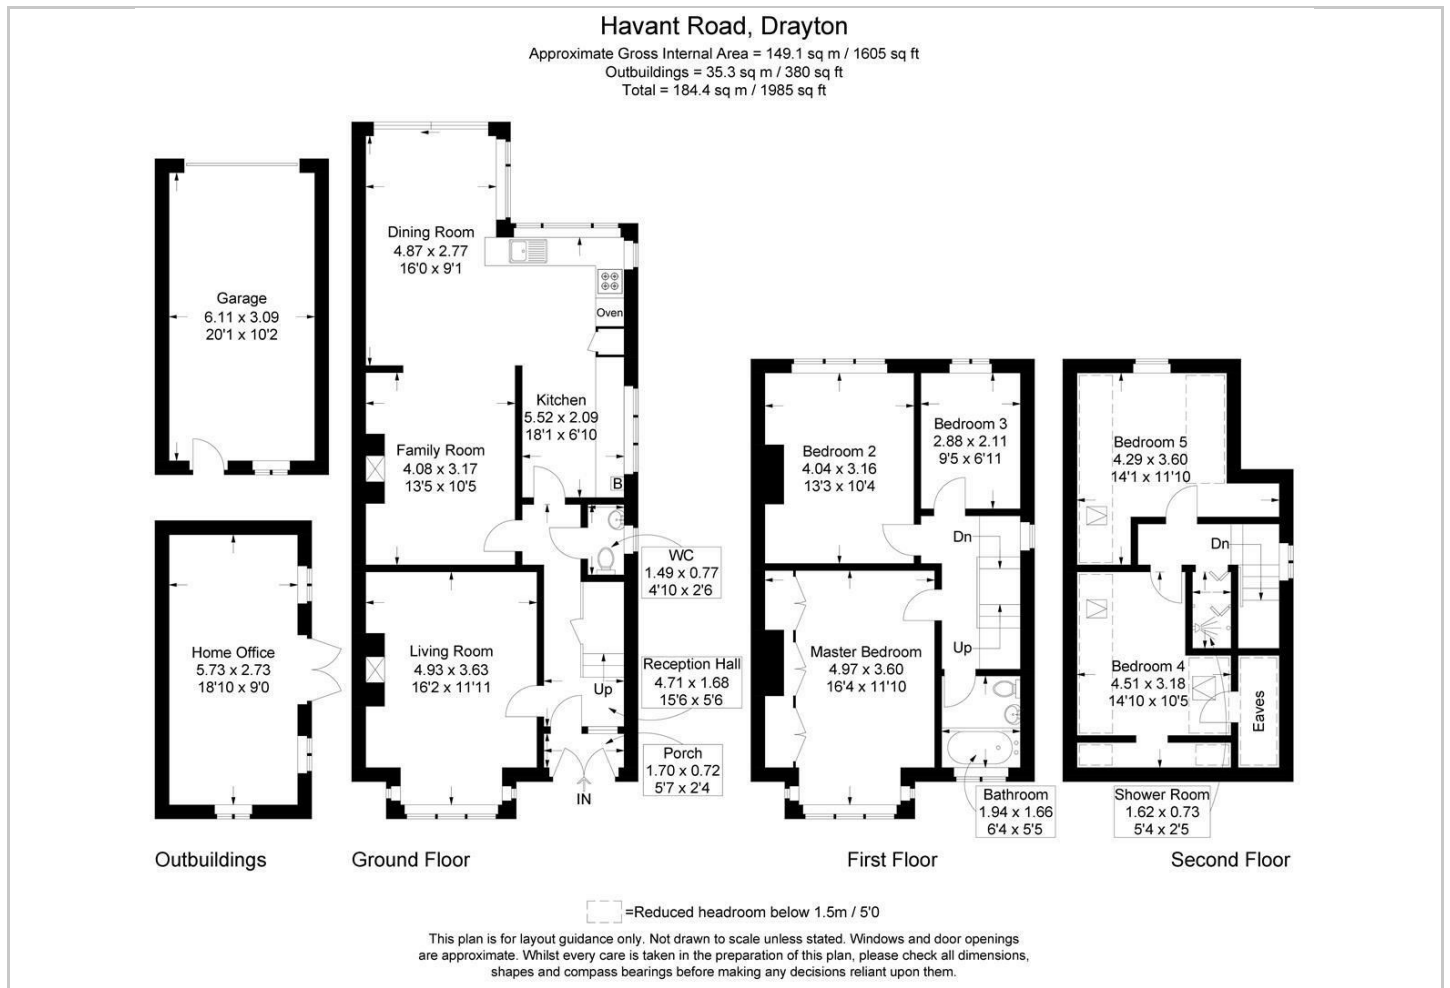 Havant Road, Drayton
Approximate Gross Internal Area = 149.1 sq m / 1605 sq ft
Outbuildings = 35.3 sq m / 380 sq ft
Total = 184.4 sq m / 1985 sq ft
Garage
6.11 x 3.09
20'1 x 10'2
Home Office
5.73 x 2.73
18'10 x 9'0
Outbuildings
Dining Room
4.87 x 2.77
16'0 x 9'1
Oven
Kitchen
5.52 x 2.09
18'1 x 6'10
B
Family Room
4.08 x 3.17
13'5 x 10'5
WC
1.49 x 0.77
4'10 x 2'6
Living Room
4.93 x 3.63
16'2 x 11'11
Reception Hall
4.71 x 1.68
15'6 x 5'6
Up
Porch
1.70 x 0.72
5'7 x 2'4
IN
Ground Floor
Bedroom 2
4.04 x 3.16
13'3 x 10'4
Bedroom 3
2.88 x 2.11
9'5 x 6'11
Dn
Up
Master Bedroom
4.97 x 3.60
16'4 x 11'10
Bathroom
1.94 x 1.66
6'4 x 5'5
First Floor
Bedroom 5
4.29 x 3.60
14'1 x 11'10
Dn
Bedroom 4
4.51 x 3.18
14'10 x 10'5
Eaves
Shower Room
1.62 x 0.73
5'4 x 2'5
Second Floor
=Reduced headroom below 1.5m / 5'0
This plan is for layout guidance only. Not drawn to scale unless stated. Windows and door openings
are approximate. Whilst every care is taken in the preparation of this plan, please check all dimensions,
shapes and compass bearings before making any decisions reliant upon them.